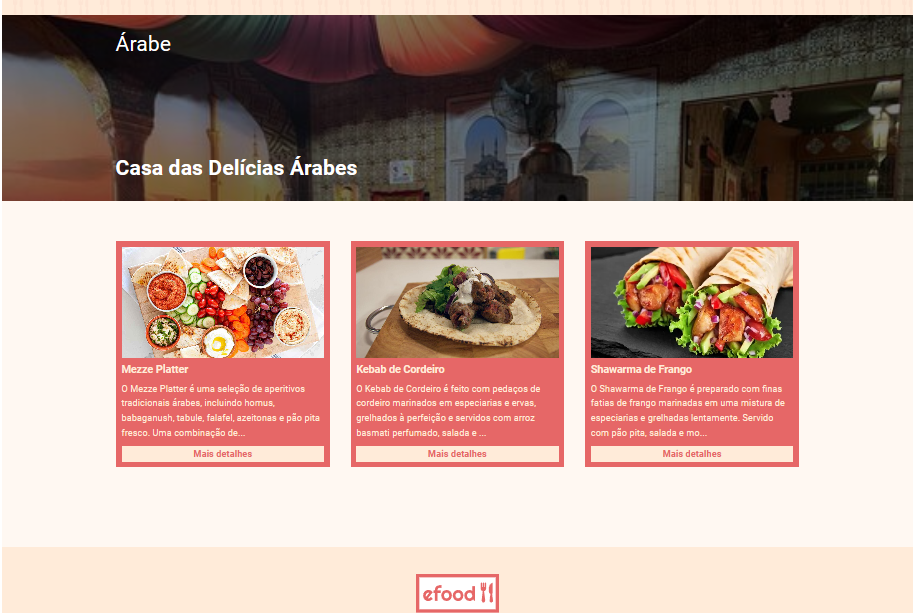 Árabe
Casa das Delícias Árabes
Mezze Platter
O Mezze Platter é uma seleção de aperitivos
tradicionais árabes, incluindo homus,
babaganush, tabule, falafel, azeitonas e pão pita
fresco. Uma combinação de...
Mais detalhes
Kebab de Cordeiro
O Kebab de Cordeiro é feito com pedaços de
cordeiro marinados em especiarias e ervas,
grelhados à perfeição e servidos com arroz
basmati perfumado, salada e ...
Mais detalhes
Shawarma de Frango
O Shawarma de Frango é preparado com finas
fatias de frango marinadas em uma mistura de
especiarias e grelhadas lentamente. Servido
com pão pita, salada e mo...
Mais detalhes
efood